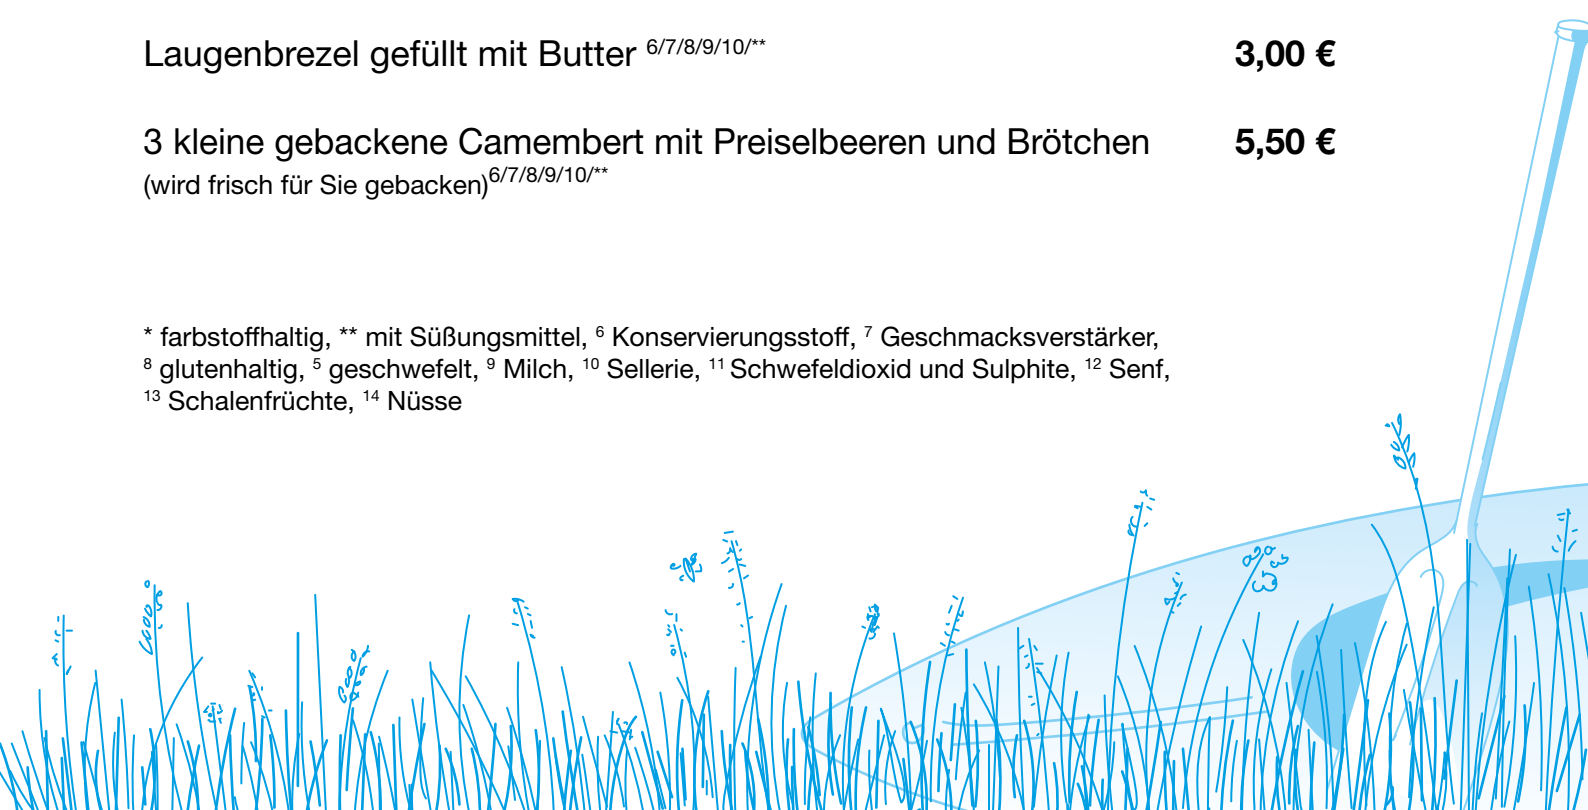 Laugenbrezel gefüllt mit Butter 6/7/8/9/10/** 3,00 €
3 kleine gebackene Camembert mit Preiselbeeren und Brötchen 5,50 €
(wird frisch für Sie gebacken)6/7/8/9/10/**
* farbstoffhaltig, ** mit Süßungsmittel, 6 Konservierungsstoff, 7 Geschmacksverstärker,
8 glutenhaltig, 5 geschwefelt, 9 Milch, 10 Sellerie, 11 Schwefeldioxid und Sulphite, 12 Senf,
13 Schalenfrüchte, 14 Nüsse